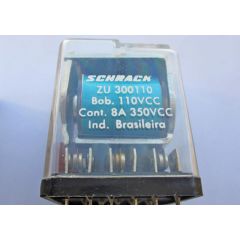 SCHRACK
ZU 300110
Bob. 110VCC
Cont. 8A 350VCC
Ind. Brasileira